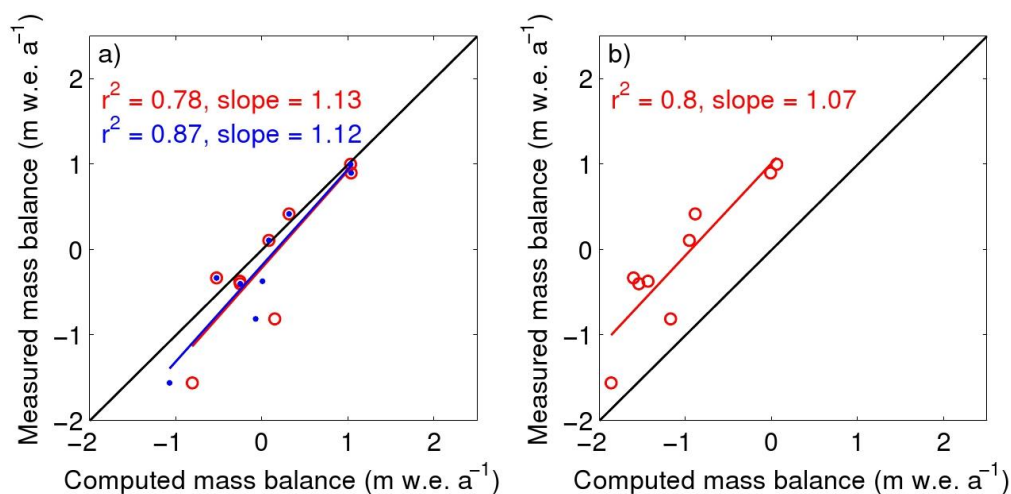 a)
r² = 0.78, slope = 1.13
r² = 0.87, slope = 1.12
2
1
0
−1
−2
Measured mass balance (m w.e. a⁻¹)
−2 −1 0 1 2
Computed mass balance (m w.e. a⁻¹)
b)
r² = 0.8, slope = 1.07
2
1
0
−1
−2
Measured mass balance (m w.e. a⁻¹)
−2 −1 0 1 2
Computed mass balance (m w.e. a⁻¹)